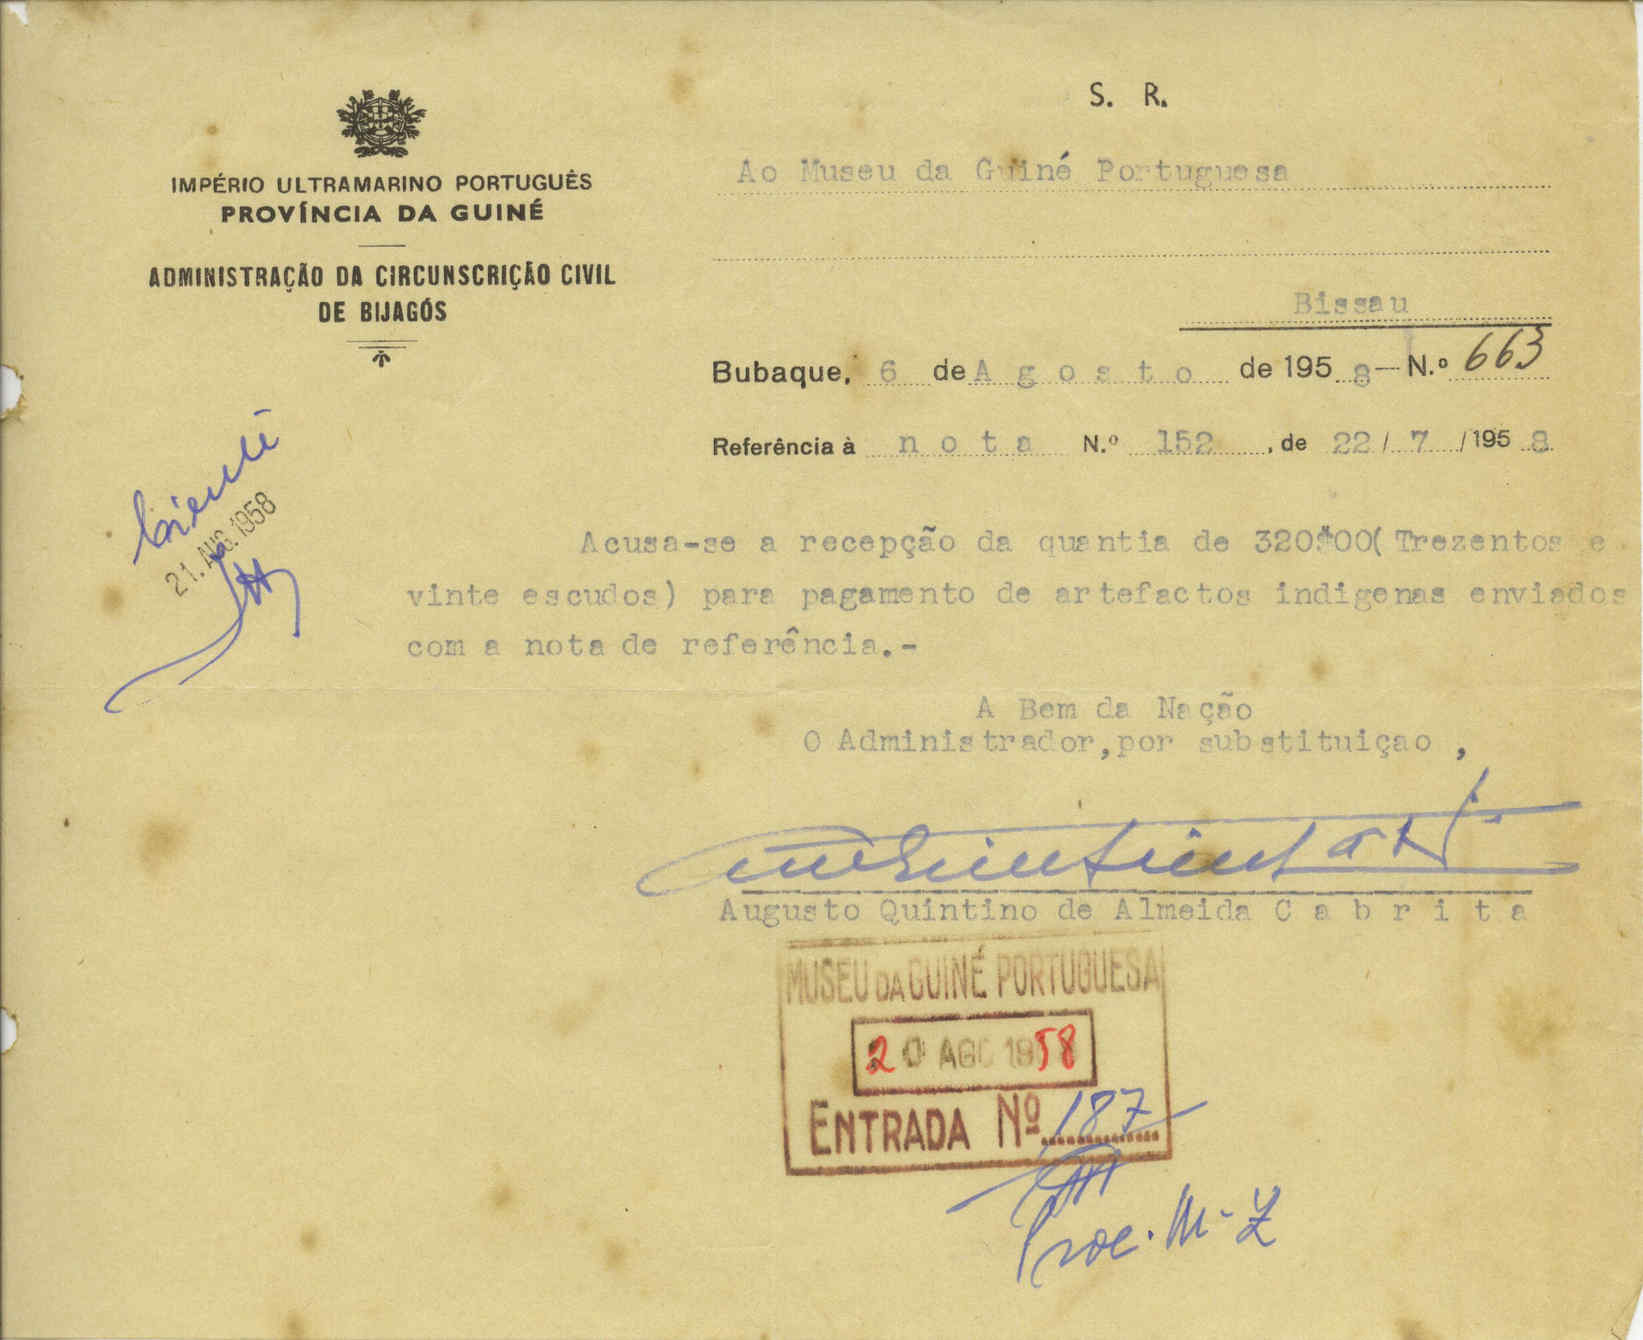 S. R.
IMPÉRIO ULTRAMARINO PORTUGUÊS
PROVÍNCIA DA GUINÉ
ADMINISTRAÇÃO DA CIRCUNSCRIÇÃO CIVIL
DE BIJAGÓS
Ao Museu da Guiné Portuguesa
Bissau
Bubaque, 6 de Agosto de 1958 — N.º 663
Referência à nota N.º 152, de 22/7/1958
Ciente
21. AUG. 1958
Acusa-se a recepção da quantia de 320$00( Trezentos e
vinte escudos) para pagamento de artefactos indigenas enviados
com a nota de referência.-
A Bem da Nação
O Administrador,por substituiçao ,
Augusto Quintino de Almeida Cabrita
MUSEU DA GUINÉ PORTUGUESA
20 AGO 1958
ENTRADA Nº 187
Proc. M-Z